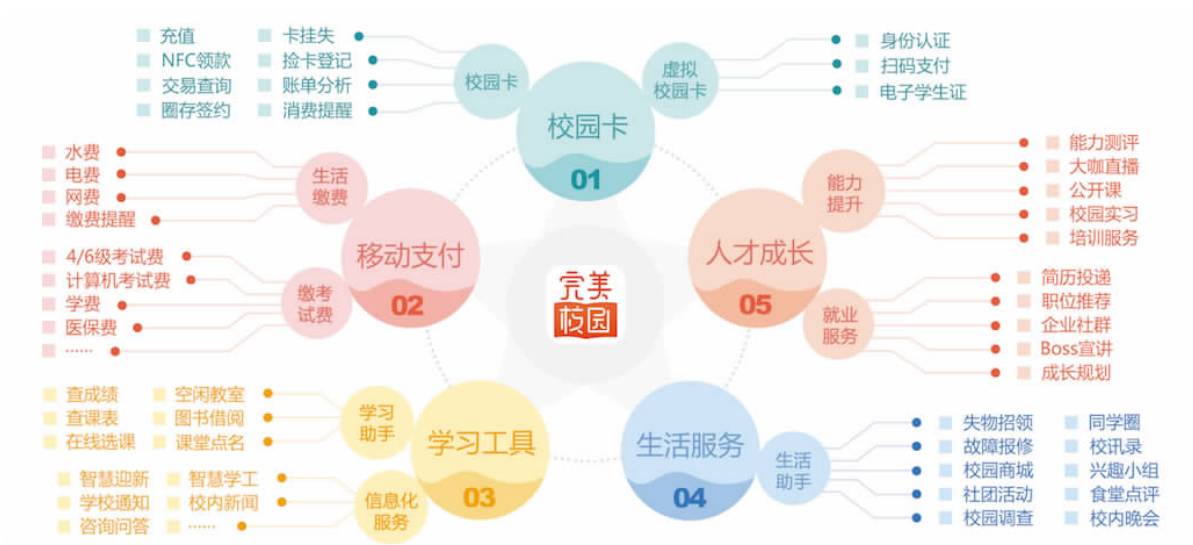 校园卡
01
校园卡
充值
卡挂失
NFC领款
捡卡登记
交易查询
账单分析
圈存签约
消费提醒
虚拟
校园卡
身份认证
扫码支付
电子学生证
移动支付
02
生活
缴费
水费
电费
网费
缴费提醒
缴考
试费
4/6级考试费
计算机考试费
学费
医保费
……
学习工具
03
学习
助手
查成绩
空闲教室
查课表
图书借阅
在线选课
课堂点名
信息化
服务
智慧迎新
智慧学工
学校通知
校内新闻
咨询问答
……
生活服务
04
生活
助手
失物招领
同学圈
故障报修
校讯录
校园商城
兴趣小组
社团活动
食堂点评
校园调查
校内晚会
人才成长
05
能力
提升
能力测评
大咖直播
公开课
校园实习
培训服务
就业
服务
简历投递
职位推荐
企业社群
Boss宣讲
成长规划
完美
校园